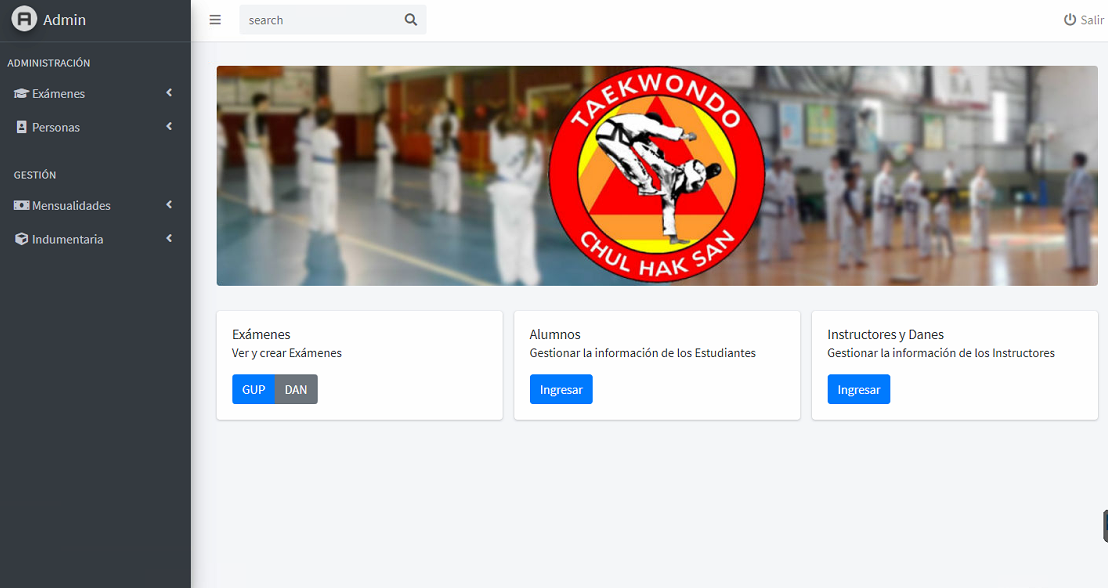 Admin
search
Salir
ADMINISTRACIÓN
Exámenes
Personas
GESTIÓN
Mensualidades
Indumentaria
TAEKWONDO
CHUL HAK SAN
Exámenes
Ver y crear Exámenes
GUP DAN
Alumnos
Gestionar la información de los Estudiantes
Ingresar
Instructores y Danes
Gestionar la información de los Instructores
Ingresar